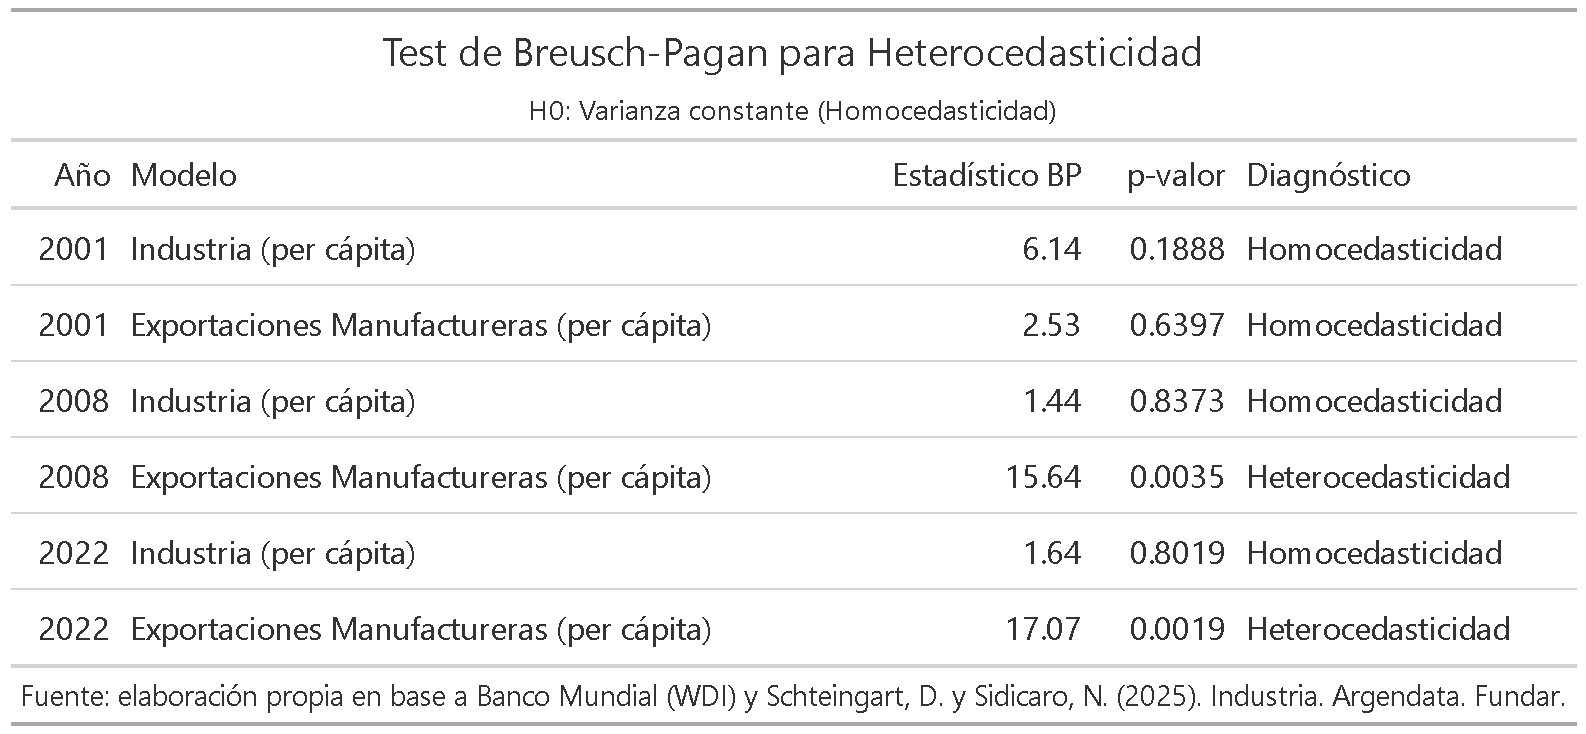 Test de Breusch-Pagan para Heterocedasticidad
H0: Varianza constante (Homocedasticidad)
Año Modelo Estadístico BP p-valor Diagnóstico
2001 Industria (per cápita) 6.14 0.1888 Homocedasticidad
2001 Exportaciones Manufactureras (per cápita) 2.53 0.6397 Homocedasticidad
2008 Industria (per cápita) 1.44 0.8373 Homocedasticidad
2008 Exportaciones Manufactureras (per cápita) 15.64 0.0035 Heterocedasticidad
2022 Industria (per cápita) 1.64 0.8019 Homocedasticidad
2022 Exportaciones Manufactureras (per cápita) 17.07 0.0019 Heterocedasticidad
Fuente: elaboración propia en base a Banco Mundial (WDI) y Schteingart, D. y Sidicaro, N. (2025). Industria. Argendata. Fundar.